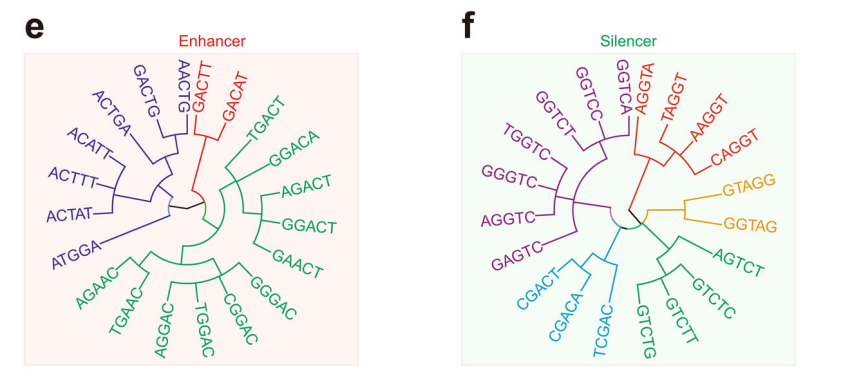 e
Enhancer
AACTG
GACTT
GACAT
TGACT
GGACA
AGACT
GGACT
GAACT
GGGAC
CGGAC
TGGAC
AGGAC
TGAAC
AGAAC
ATGGA
ACTAT
ACTTT
ACATT
ACTGA
GACTG
f
Silencer
GGTCA
AGGTA
TAGGT
AAGGT
CAGGT
GTAGG
GGTAG
AGTCT
GTCTC
GTCTT
GTCTG
TCGAC
CGACA
CGACT
GAGTC
AGGTC
GGGTC
TGGTC
GGTCT
GGTCC